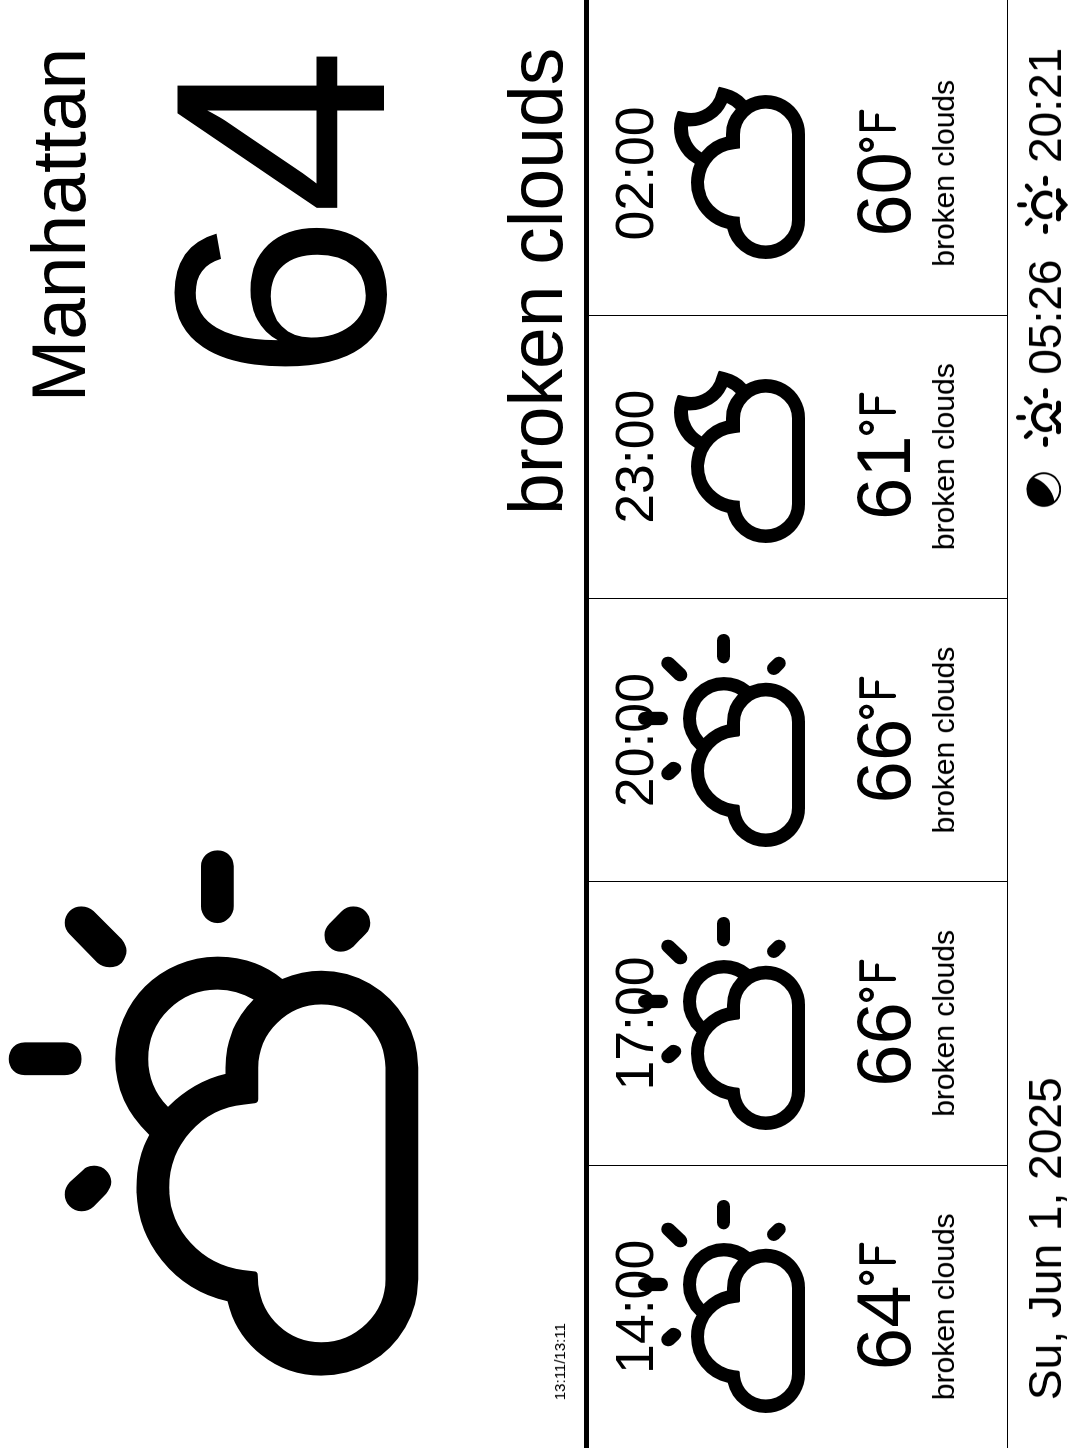 Manhattan
64
broken clouds
13:11/13:11
14:00 17:00 20:00 23:00 02:00
64°F 66°F 66°F 61°F 60°F
broken clouds broken clouds broken clouds broken clouds broken clouds
Su, Jun 1, 2025 05:26 20:21